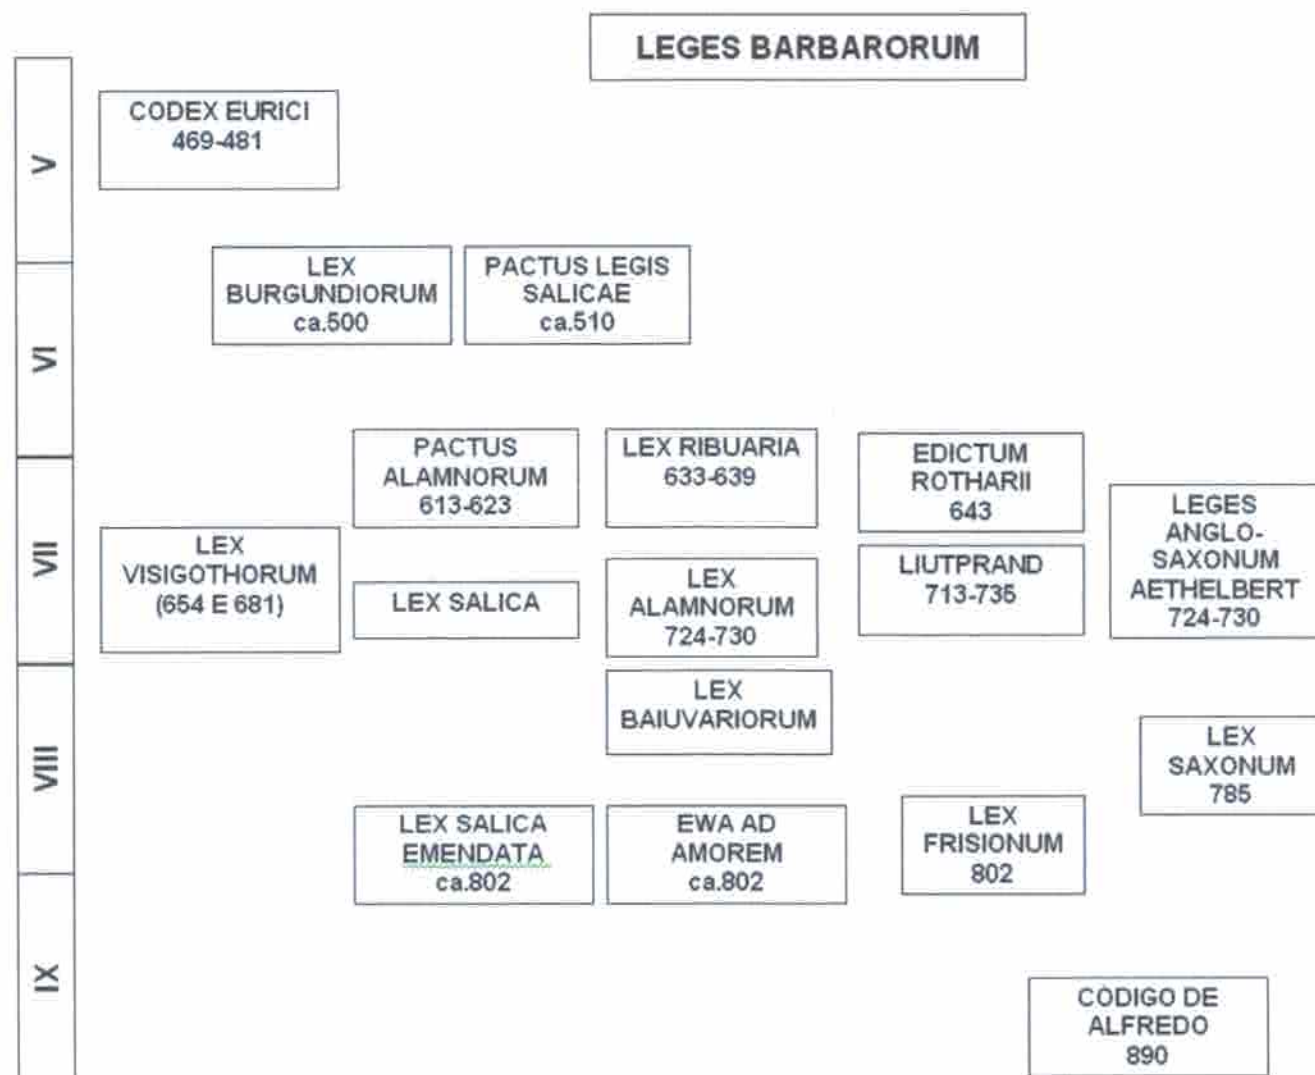 LEGES BARBARORUM
V
CODEX EURICI
469-481
VI
LEX
BURGUNDIORUM
ca.500
PACTUS LEGIS
SALICAE
ca.510
VII
PACTUS
ALAMNORUM
613-623
LEX RIBUARIA
633-639
EDICTUM
ROTHARII
643
LEGES
ANGLO-
SAXONUM
AETHELBERT
724-730
LEX
VISIGOTHORUM
(654 E 681)
LEX SALICA
LEX
ALAMNORUM
724-730
LIUTPRAND
713-735
VIII
LEX
BAIUVARIORUM
LEX
SAXONUM
785
LEX SALICA
EMENDATA
ca.802
EWA AD
AMOREM
ca.802
LEX
FRISIONUM
802
IX
CODIGO DE
ALFREDO
890